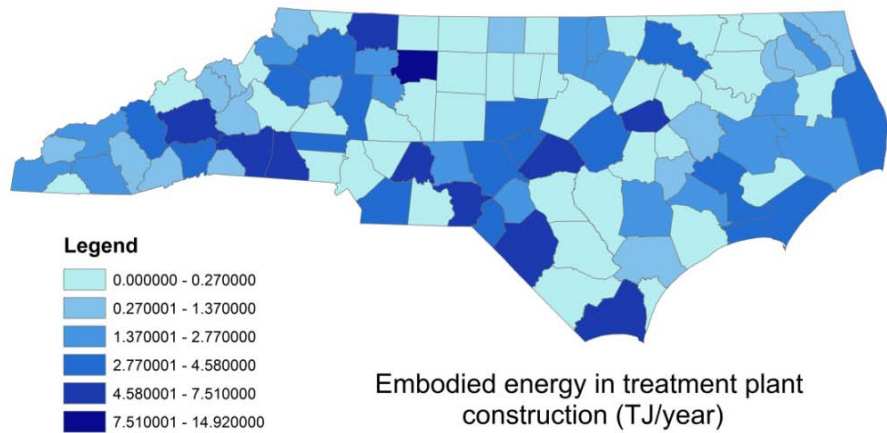 Legend
0.000000 - 0.270000
0.270001 - 1.370000
1.370001 - 2.770000
2.770001 - 4.580000
4.580001 - 7.510000
7.510001 - 14.920000
Embodied energy in treatment plant
construction (TJ/year)